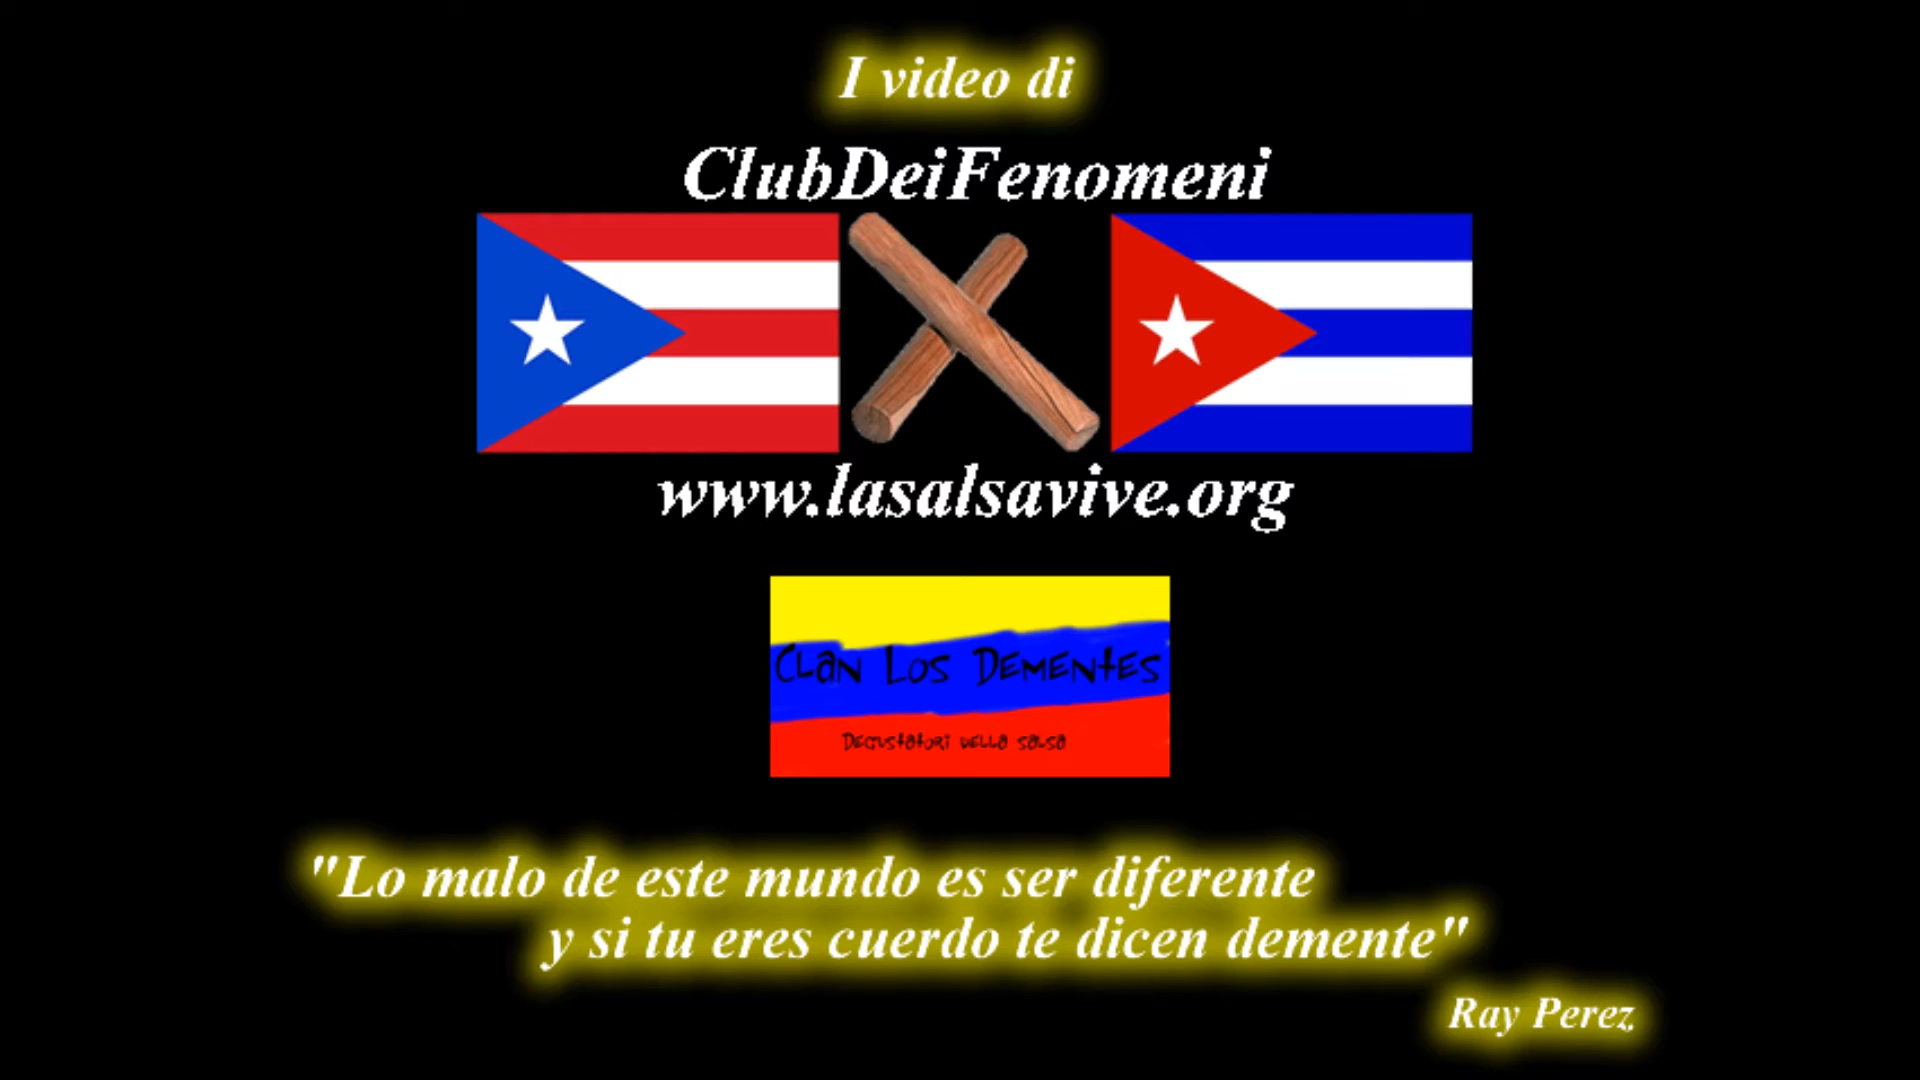 I video di
ClubDeiFenomeni
www.lasalsavive.org
Clan Los Dementes
Degustatori della salsa
"Lo malo de este mundo es ser diferente
y si tu eres cuerdo te dicen demente"
Ray Perez